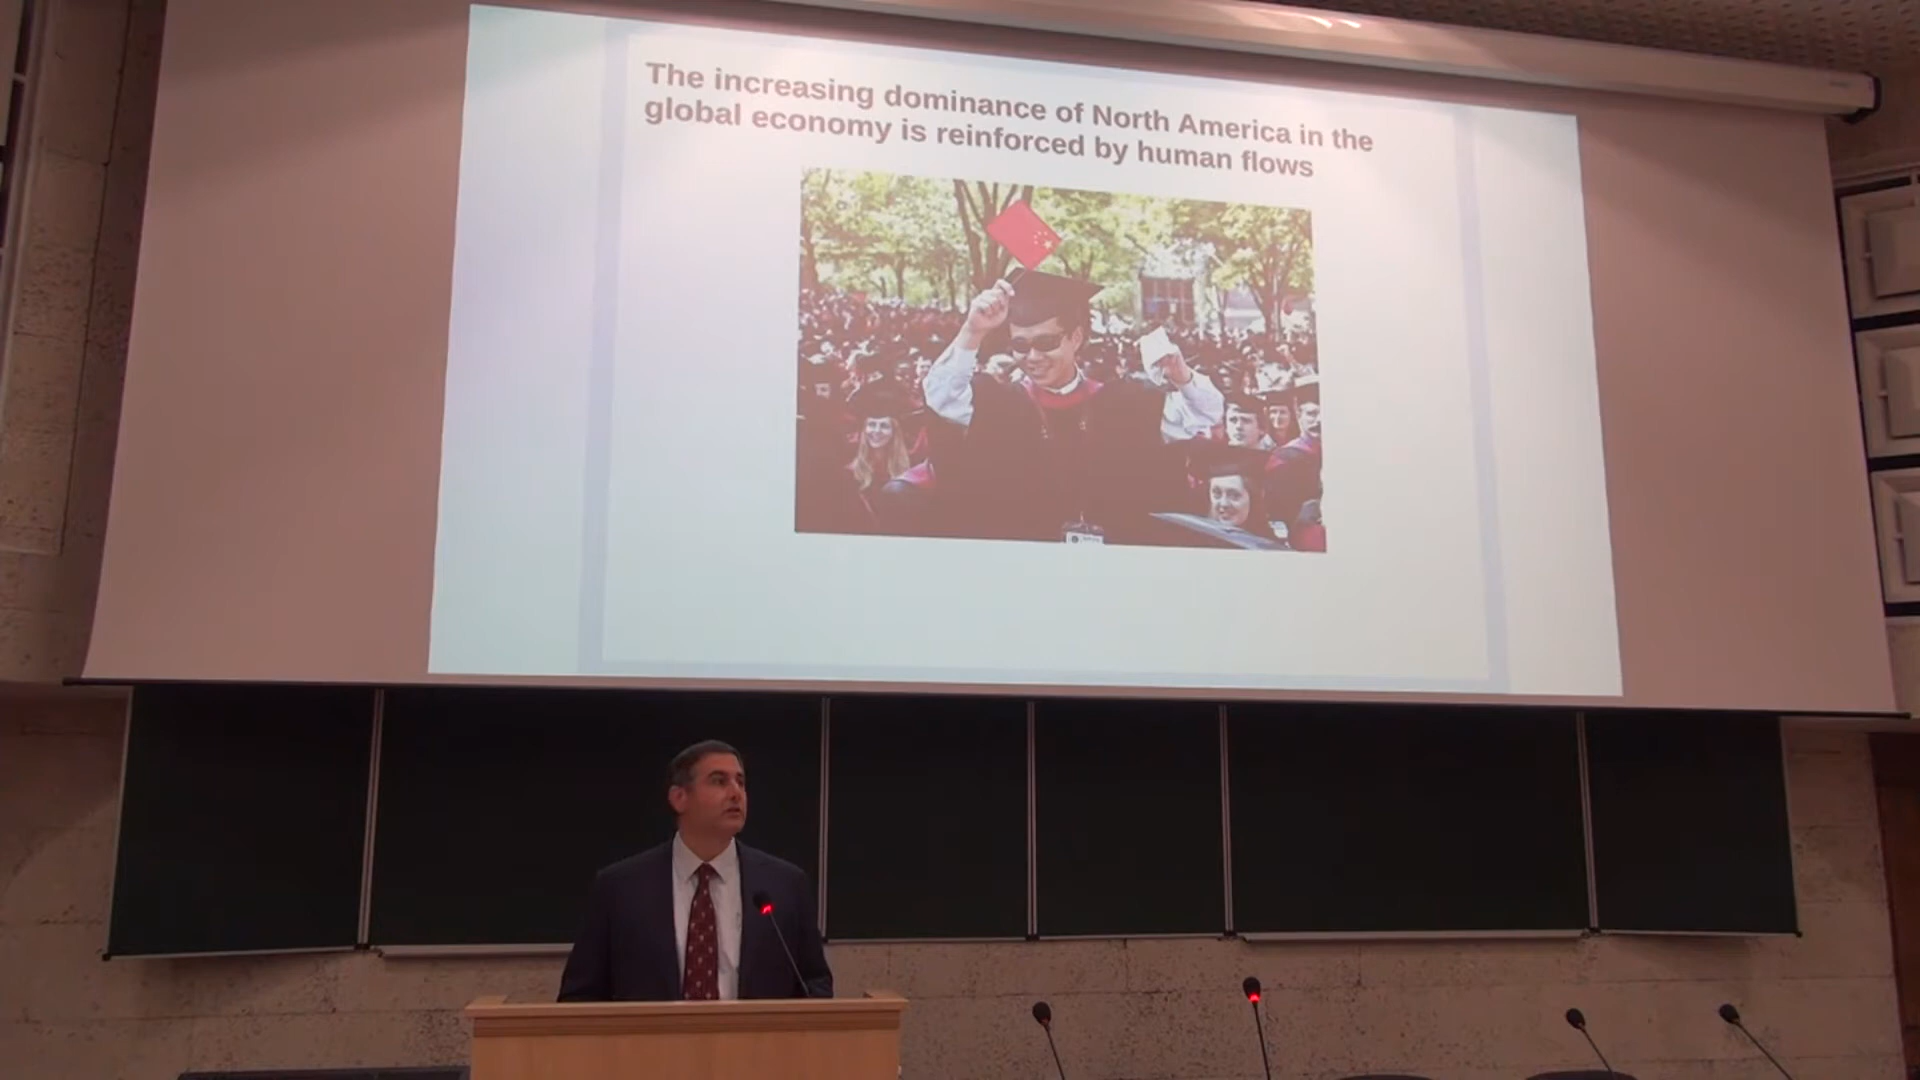 The increasing dominance of North America in the
global economy is reinforced by human flows